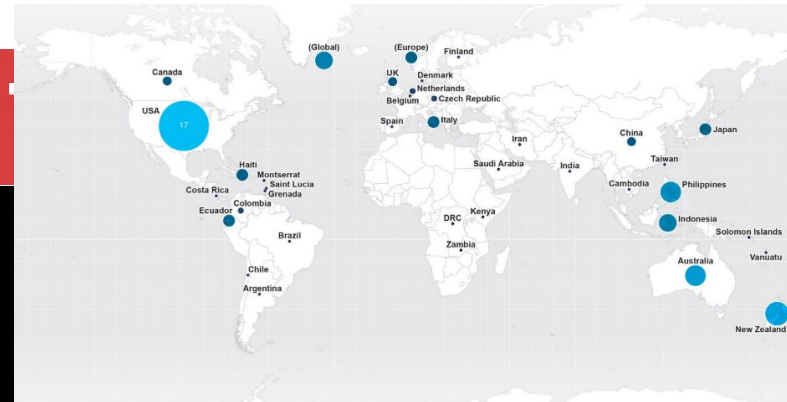 (Global)
(Europe)
Finland
Canada
UK
Denmark
Netherlands
Belgium
Czech Republic
USA
17
Spain
Italy
Iran
China
Japan
Haiti
Montserrat
Saint Lucia
Grenada
Costa Rica
Colombia
Ecuador
Saudi Arabia
India
Taiwan
Cambodia
Philippines
Kenya
DRC
Indonesia
Solomon Islands
Brazil
Zambia
Vanuatu
Australia
Chile
Argentina
New Zealand